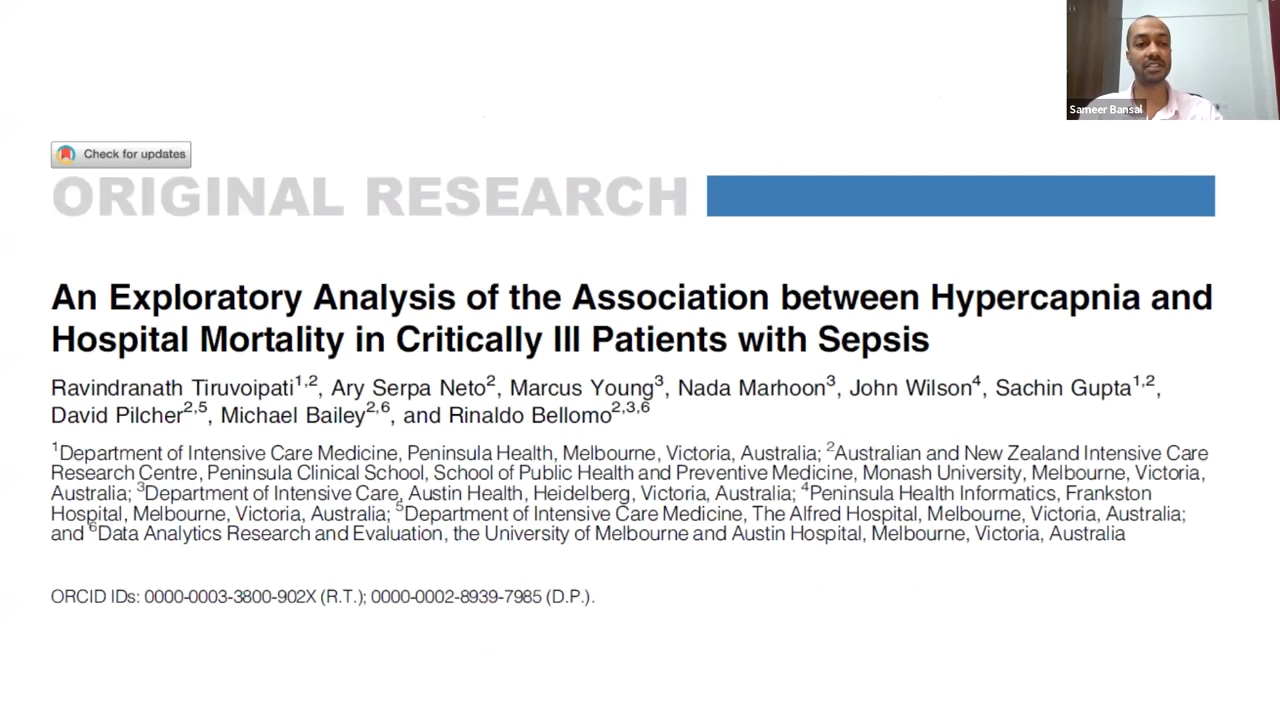 Sameer Bansal
Check for updates
ORIGINAL RESEARCH
An Exploratory Analysis of the Association between Hypercapnia and
Hospital Mortality in Critically Ill Patients with Sepsis
Ravindranath Tiruvoipati1,2, Ary Serpa Neto2, Marcus Young3, Nada Marhoon3, John Wilson4, Sachin Gupta1,2,
David Pilcher2,5, Michael Bailey2,6, and Rinaldo Bellomo2,3,6
1Department of Intensive Care Medicine, Peninsula Health, Melbourne, Victoria, Australia; 2Australian and New Zealand Intensive Care
Research Centre, Peninsula Clinical School, School of Public Health and Preventive Medicine, Monash University, Melbourne, Victoria,
Australia; 3Department of Intensive Care, Austin Health, Heidelberg, Victoria, Australia; 4Peninsula Health Informatics, Frankston
Hospital, Melbourne, Victoria, Australia; 5Department of Intensive Care Medicine, The Alfred Hospital, Melbourne, Victoria, Australia;
and 6Data Analytics Research and Evaluation, the University of Melbourne and Austin Hospital, Melbourne, Victoria, Australia
ORCID IDs: 0000-0003-3800-902X (R.T.); 0000-0002-8939-7985 (D.P.).